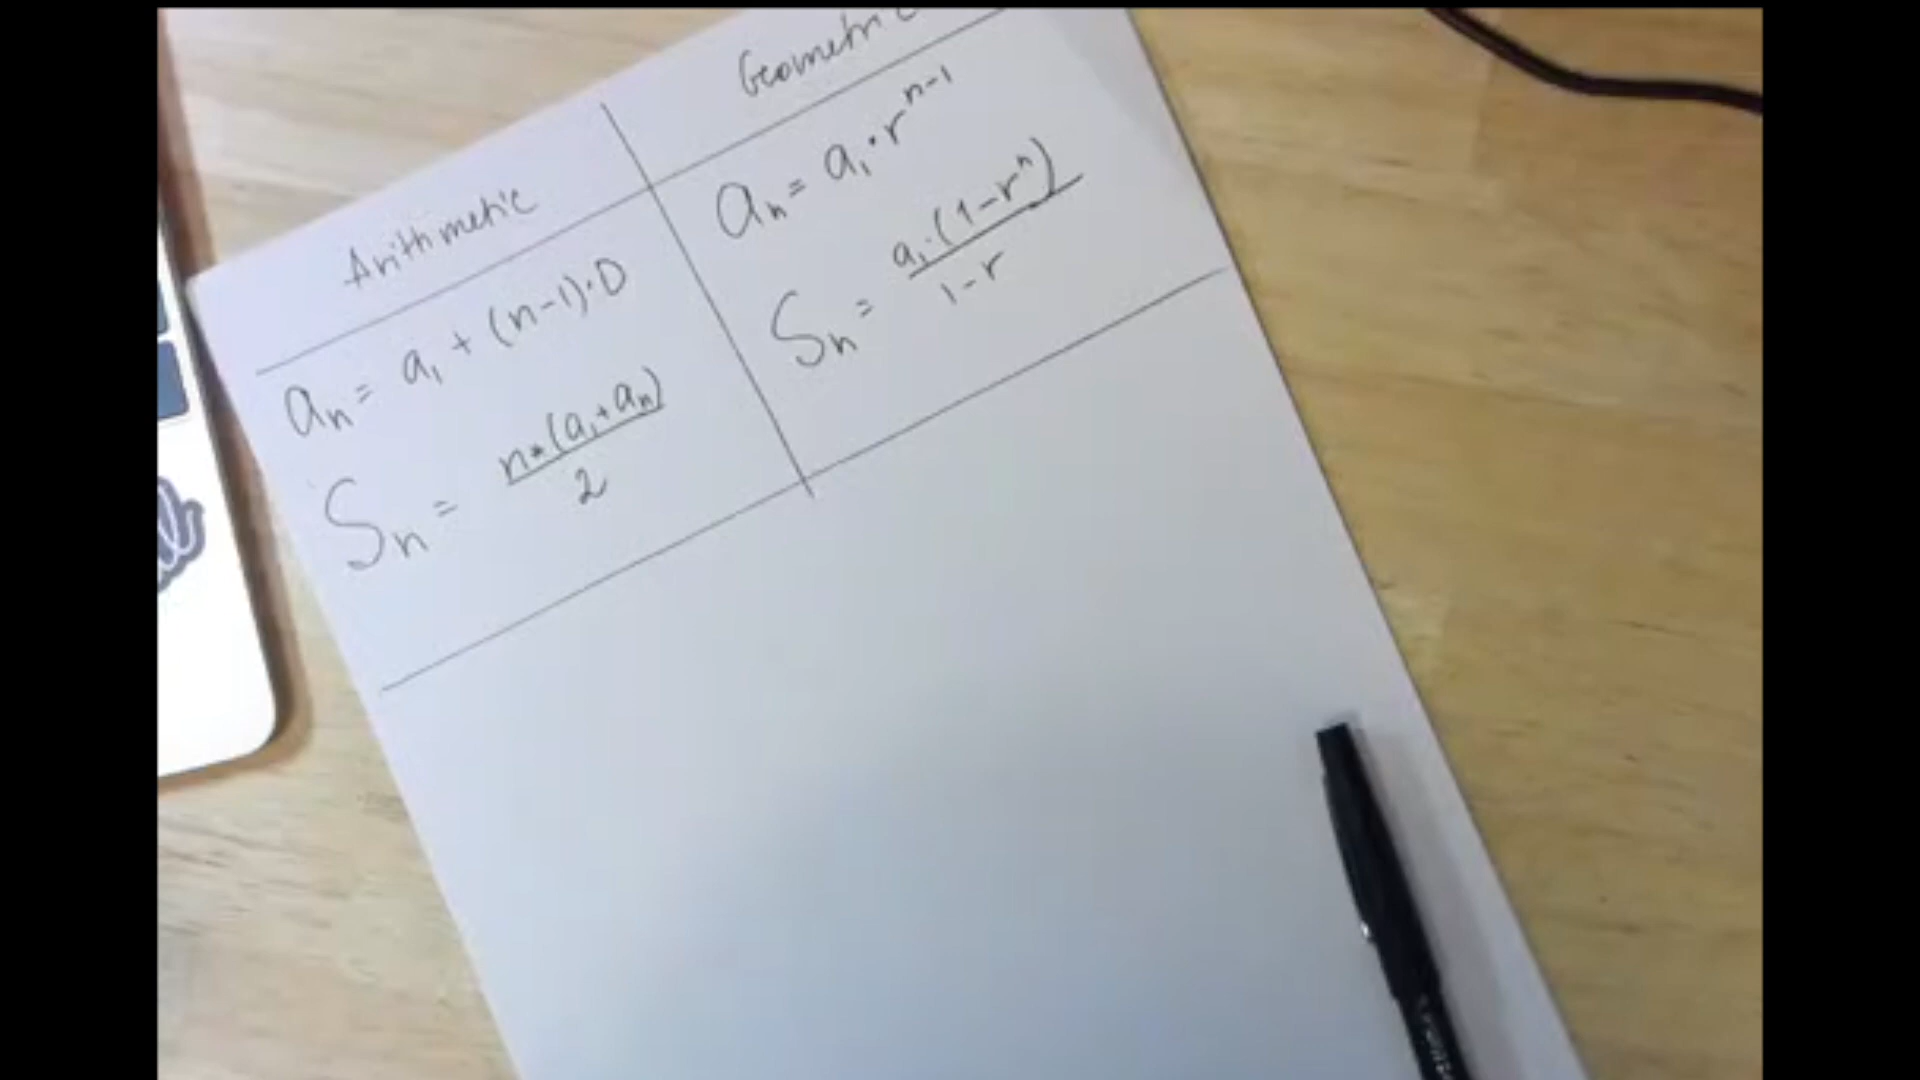 Arithmetic
aₙ = a₁ + (n-1)·D
Sₙ = n*(a₁+aₙ)
2
Geometric
aₙ = a₁·rⁿ⁻¹
Sₙ = a₁·(1-rⁿ)
1-r